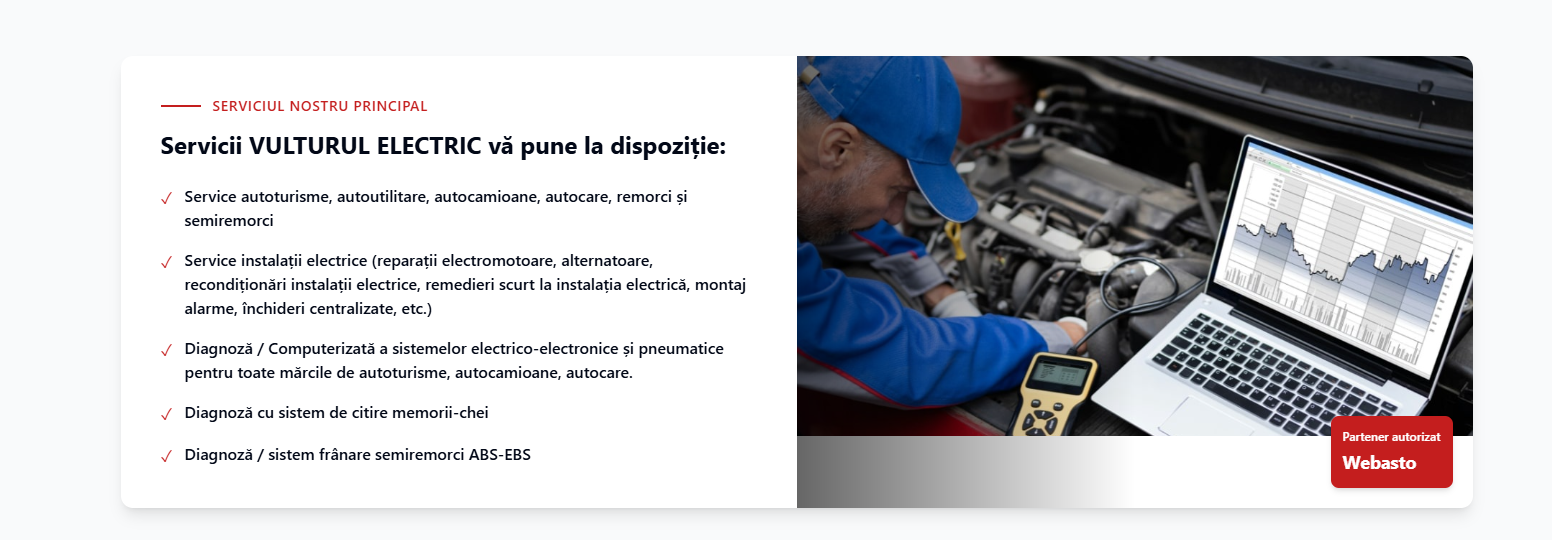 SERVICIUL NOSTRU PRINCIPAL
Servicii VULTURUL ELECTRIC vă pune la dispoziție:
✓ Service autoturisme, autoutilitare, autocamioane, autocare, remorci și
semiremorci
✓ Service instalații electrice (reparații electromotoare, alternatoare,
recondiționări instalații electrice, remedieri scurt la instalația electrică, montaj
alarme, închideri centralizate, etc.)
✓ Diagnoză / Computerizată a sistemelor electrico-electronice și pneumatice
pentru toate mărcile de autoturisme, autocamioane, autocare.
✓ Diagnoză cu sistem de citire memorii-chei
✓ Diagnoză / sistem frânare semiremorci ABS-EBS
Partener autorizat
Webasto